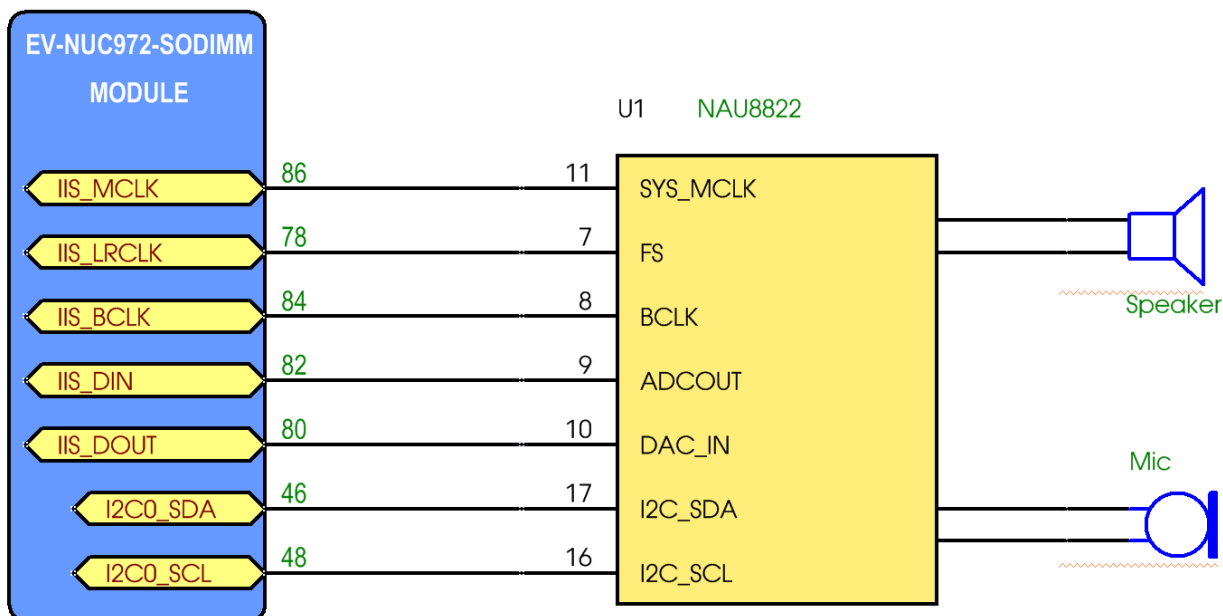 EV-NUC972-SODIMM
MODULE
U1 NAU8822
IIS_MCLK 86 11 SYS_MCLK
IIS_LRCLK 78 7 FS
IIS_BCLK 84 8 BCLK
IIS_DIN 82 9 ADCOUT
IIS_DOUT 80 10 DAC_IN
I2C0_SDA 46 17 I2C_SDA
I2C0_SCL 48 16 I2C_SCL
Speaker
Mic